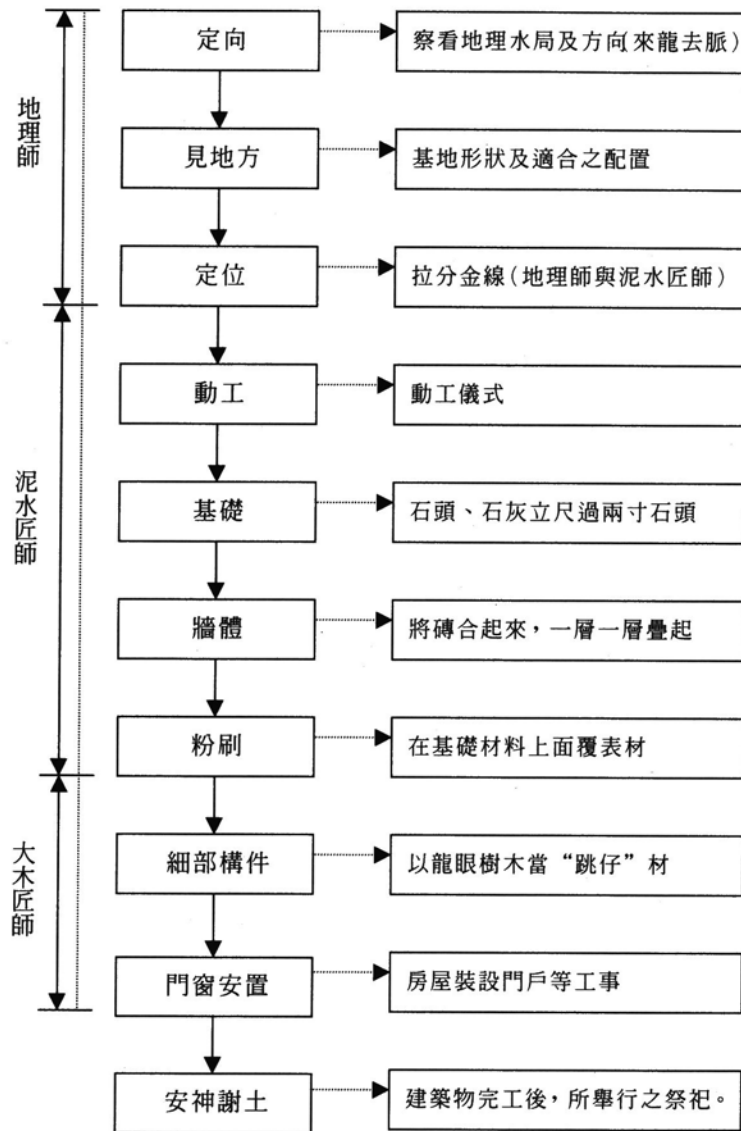 定向
察看地理水局及方向(來龍去脈)
地理師
見地方
基地形狀及適合之配置
定位
拉分金線(地理師與泥水匠師)
動工
動工儀式
泥水匠師
基礎
石頭、石灰立尺過兩寸石頭
牆體
將磚合起來，一層一層疊起
粉刷
在基礎材料上面覆表材
大木匠師
細部構件
以龍眼樹木當“跳仔”材
門窗安置
房屋裝設門戶等工事
安神謝土
建築物完工後，所舉行之祭祀。